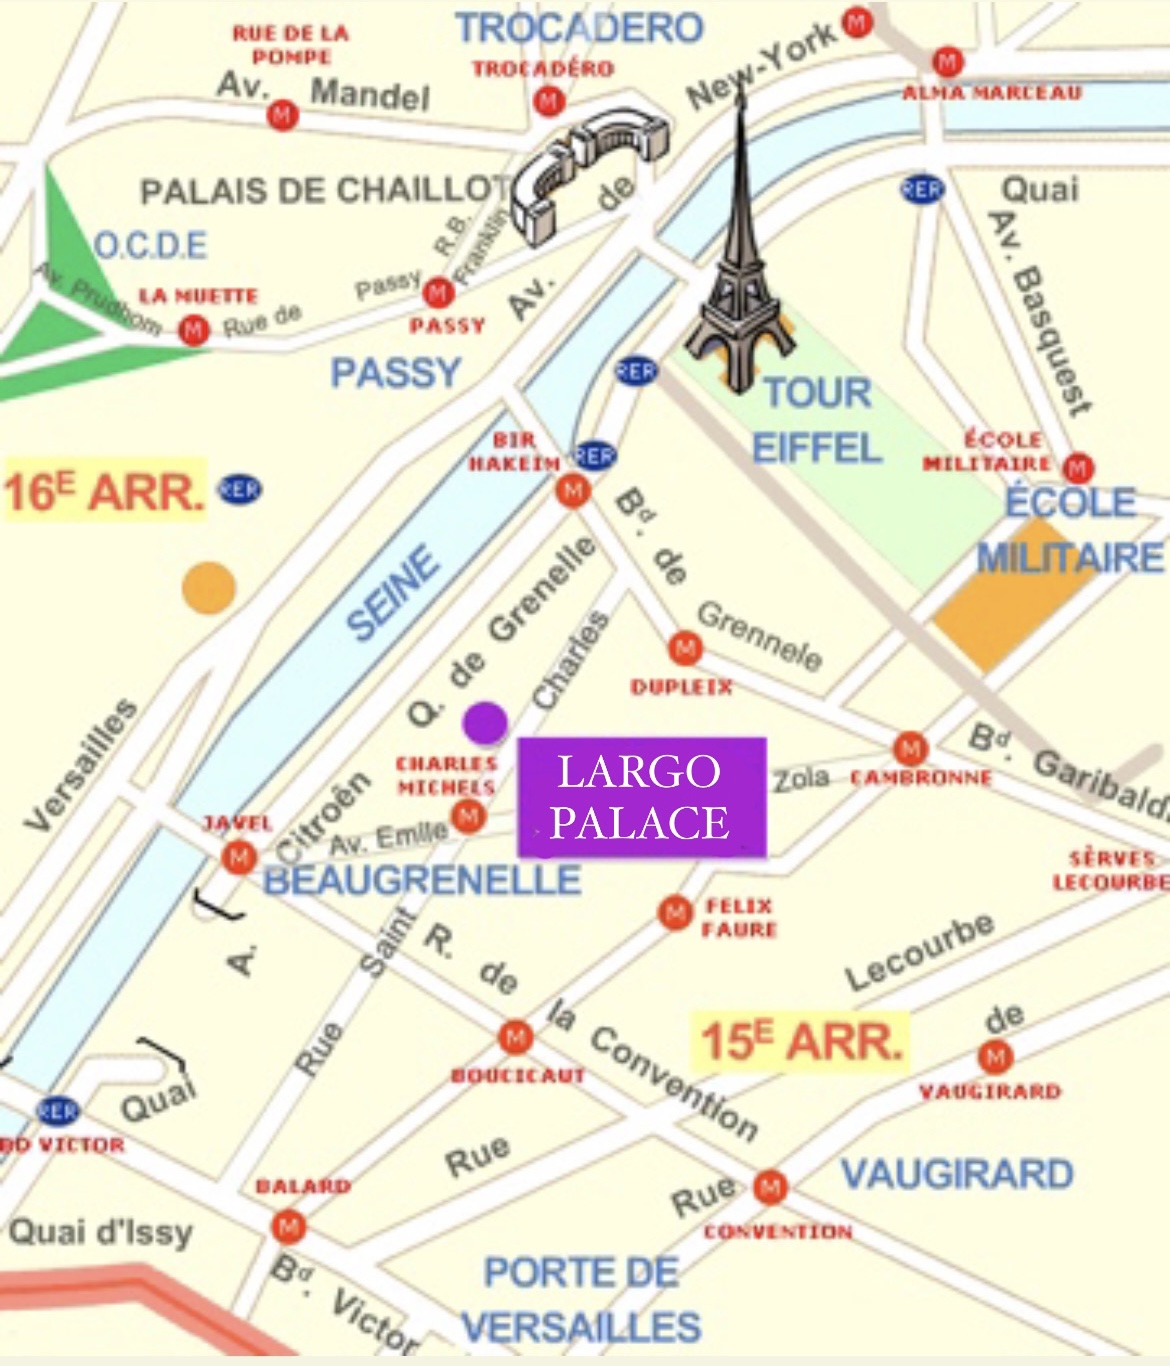 TROCADERO
RUE DE LA
POMPE
TROCADÉRO
New-York
M
M
M
M
ALMA MARCEAU
Av. Mandel
PALAIS DE CHAILLOT
de
RER
Quai
R.B.
Franklin
O.C.D.E
Av. Prudhom
LA MUETTE
M
Rue de
Passy
M
PASSY
Av.
Av. Basquest
PASSY
RER
TOUR
EIFFEL
BIR
HAKEIM
RER
M
ÉCOLE
MILITAIRE
M
ÉCOLE
MILITAIRE
16E ARR.
RER
SEINE
Bd. de
Grennele
Q. de Grenelle
Charles
M
DUPLEIX
Versailles
CHARLES
MICHELS
M
LARGO
PALACE
Zola
M
CAMBRONNE
Bd. Garibald
JAVEL
M
Citroën
Av. Emile
BEAUGRENELLE
SÈRVES
LECOURBE
M
FELIX
FAURE
A.
Saint
R. de
la Convention
Lecourbe
Rue
M
BOUCICAUT
15E ARR.
de
M
VAUGIRARD
RER
BD VICTOR
Quai
Rue
BALARD
M
VAUGIRARD
Rue
M
CONVENTION
Quai d'Issy
Bd. Victor
PORTE DE
VERSAILLES